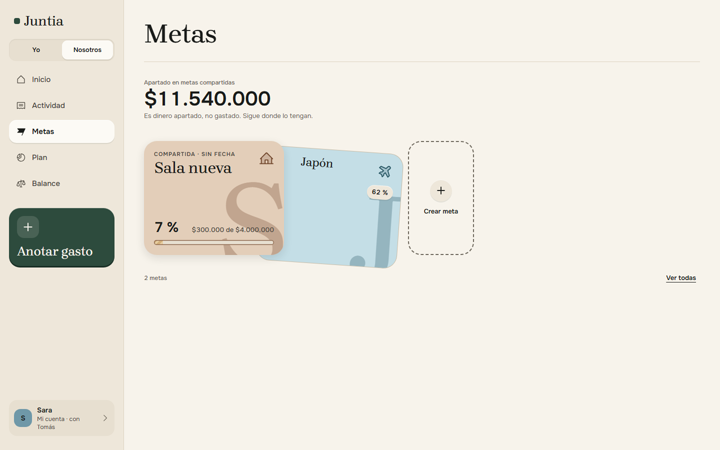 Juntia
Yo
Nosotros
Inicio
Actividad
Metas
Plan
Balance
Anotar gasto
S
Sara
Mi cuenta · con
Tomás
Metas
Apartado en metas compartidas
$11.540.000
Es dinero apartado, no gastado. Sigue donde lo tengan.
COMPARTIDA · SIN FECHA
Sala nueva
S
7 %
$300.000 de $4.000.000
Japón
62 %
Crear meta
2 metas
Ver todas